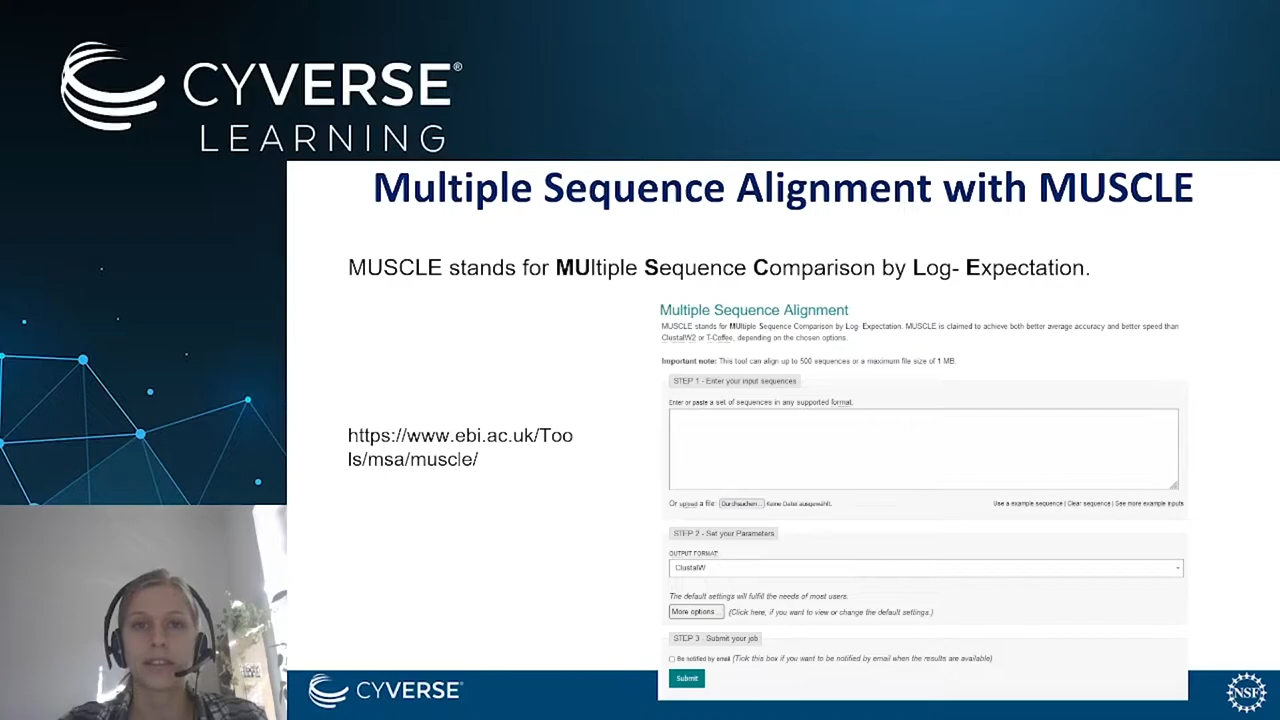 CYVERSE®
LEARNING
Multiple Sequence Alignment with MUSCLE
MUSCLE stands for MUltiple Sequence Comparison by Log- Expectation.
Multiple Sequence Alignment
MUSCLE stands for MUltiple Sequence Comparison by Log- Expectation. MUSCLE is claimed to achieve both better average accuracy and better speed than
ClustalW2 or T-Coffee, depending on the chosen options.
Important note: This tool can align up to 500 sequences or a maximum file size of 1 MB.
STEP 1 - Enter your input sequences
Enter or paste a set of sequences in any supported format.
https://www.ebi.ac.uk/Too
ls/msa/muscle/
Or upload a file: Durchsuchen... Keine Datei ausgewählt.
Use a example sequence | Clear sequence | See more example inputs
STEP 2 - Set your Parameters
OUTPUT FORMAT:
ClustalW
The default settings will fulfill the needs of most users.
More options... (Click here, if you want to view or change the default settings.)
STEP 3 - Submit your job
Be notified by email (Tick this box if you want to be notified by email when the results are available)
Submit
CYVERSE®
NSF